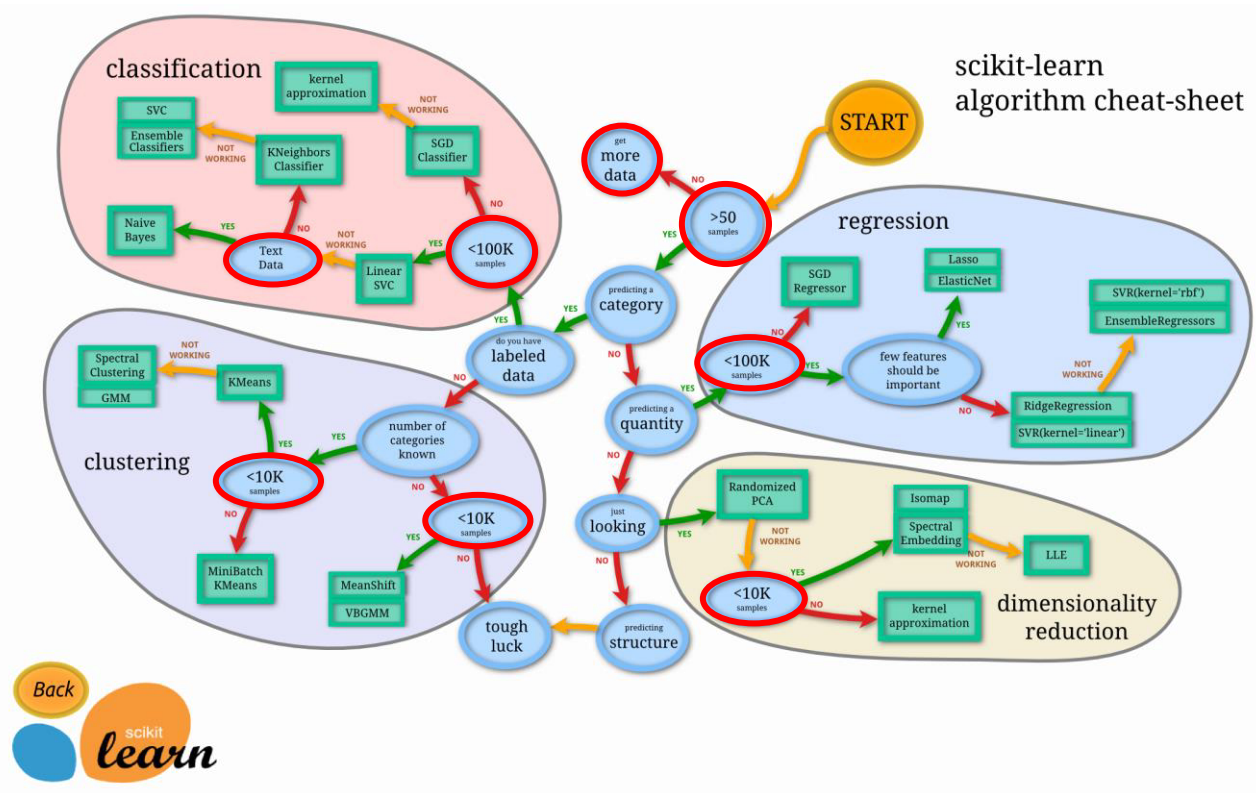 scikit-learn
algorithm cheat-sheet
START
get
more
data
NO
>50
samples
YES
predicting a
category
YES
NO
do you have
labeled
data
YES
NO
predicting a
quantity
YES
NO
just
looking
YES
NO
predicting
structure
tough
luck
classification
kernel
approximation
NOT
WORKING
SVC
Ensemble
Classifiers
NOT
WORKING
KNeighbors
Classifier
SGD
Classifier
NO
NO
Naive
Bayes
YES
Text
Data
NOT
WORKING
Linear
SVC
YES
<100K
samples
regression
SGD
Regressor
Lasso
ElasticNet
SVR(kernel='rbf')
EnsembleRegressors
NO
YES
<100K
samples
YES
few features
should be
important
NOT
WORKING
NO
RidgeRegression
SVR(kernel='linear')
clustering
Spectral
Clustering
GMM
NOT
WORKING
KMeans
YES
number of
categories
known
YES
NO
<10K
samples
NO
<10K
samples
YES
NO
MiniBatch
KMeans
MeanShift
VBGMM
dimensionality
reduction
Randomized
PCA
NOT
WORKING
Isomap
Spectral
Embedding
NOT
WORKING
LLE
<10K
samples
YES
NO
kernel
approximation
Back
scikit
learn